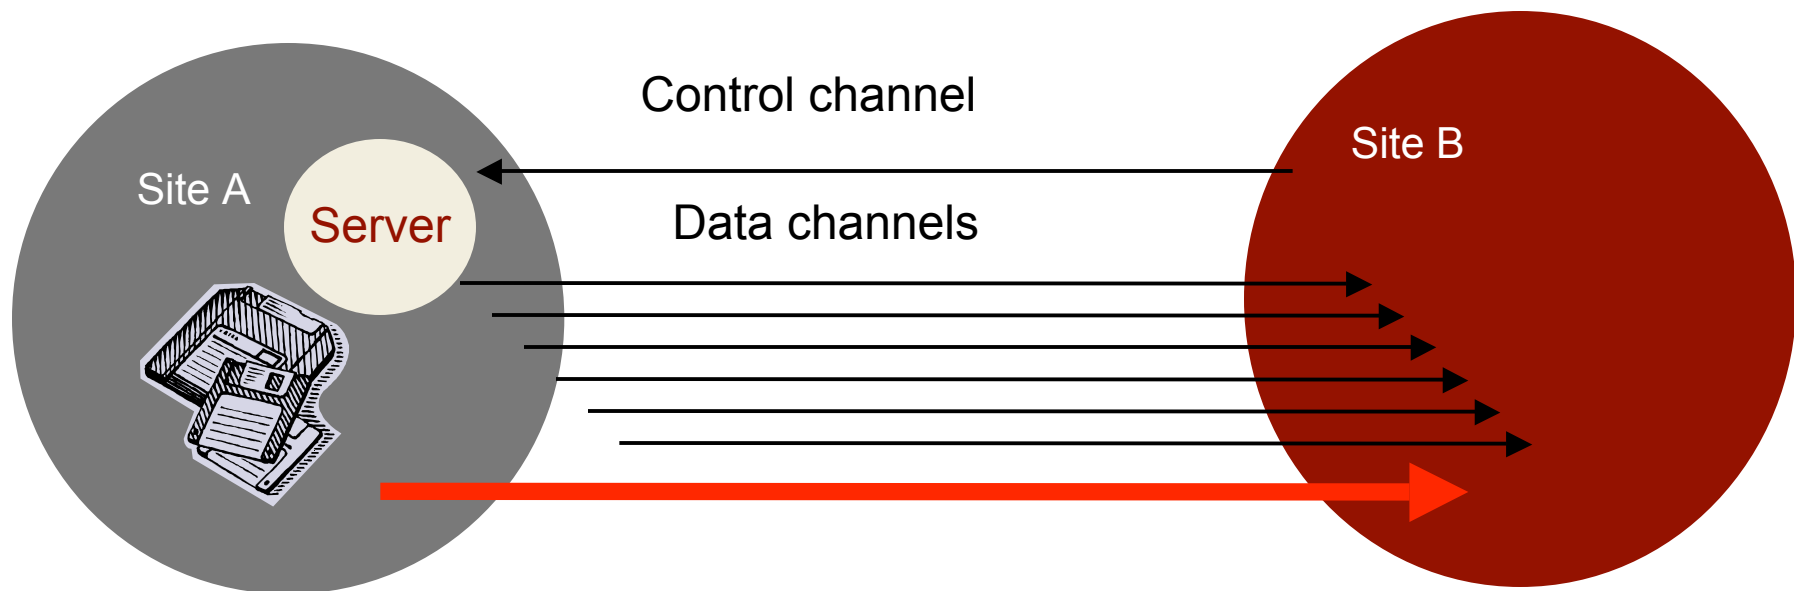 Control channel
Site B
Site A
Server
Data channels